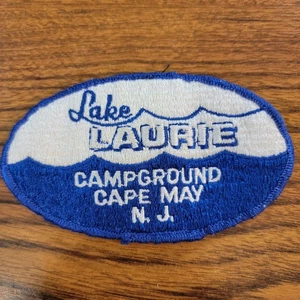 Lake
LAURIE
CAMPGROUND
CAPE MAY
N. J.